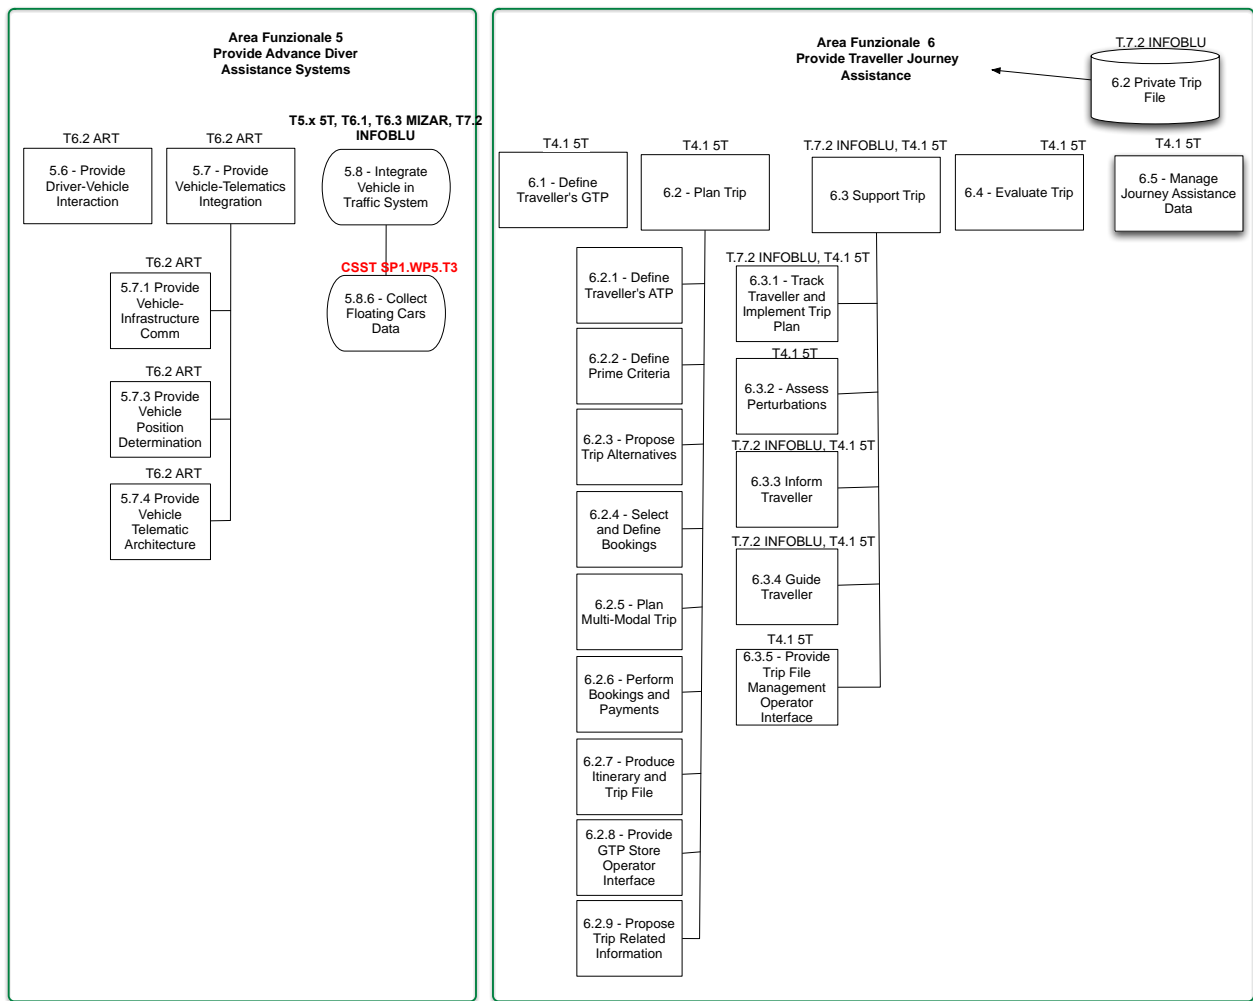 Area Funzionale 5
Provide Advance Diver
Assistance Systems
T6.2 ART
5.6 - Provide
Driver-Vehicle
Interaction
T6.2 ART
5.7 - Provide
Vehicle-Telematics
Integration
T5.x 5T, T6.1, T6.3 MIZAR, T7.2
INFOBLU
5.8 - Integrate
Vehicle in
Traffic System
T6.2 ART
5.7.1 Provide
Vehicle-
Infrastructure
Comm
CSST SP1.WP5.T3
5.8.6 - Collect
Floating Cars
Data
T6.2 ART
5.7.3 Provide
Vehicle
Position
Determination
T6.2 ART
5.7.4 Provide
Vehicle
Telematic
Architecture
Area Funzionale  6
Provide Traveller Journey
Assistance
T.7.2 INFOBLU
6.2 Private Trip
File
T4.1 5T
6.1 - Define
Traveller's GTP
T4.1 5T
6.2 - Plan Trip
T.7.2 INFOBLU, T4.1 5T
6.3 Support Trip
T4.1 5T
6.4 - Evaluate Trip
T4.1 5T
6.5 - Manage
Journey Assistance
Data
6.2.1 - Define
Traveller's ATP
6.2.2 - Define
Prime Criteria
6.2.3 - Propose
Trip Alternatives
6.2.4 - Select
and Define
Bookings
6.2.5 - Plan
Multi-Modal Trip
6.2.6 - Perform
Bookings and
Payments
6.2.7 - Produce
Itinerary and
Trip File
6.2.8 - Provide
GTP Store
Operator
Interface
6.2.9 - Propose
Trip Related
Information
T.7.2 INFOBLU, T4.1 5T
6.3.1 - Track
Traveller and
Implement Trip
Plan
T4.1 5T
6.3.2 - Assess
Perturbations
T.7.2 INFOBLU, T4.1 5T
6.3.3 Inform
Traveller
T.7.2 INFOBLU, T4.1 5T
6.3.4 Guide
Traveller
T4.1 5T
6.3.5 - Provide
Trip File
Management
Operator
Interface